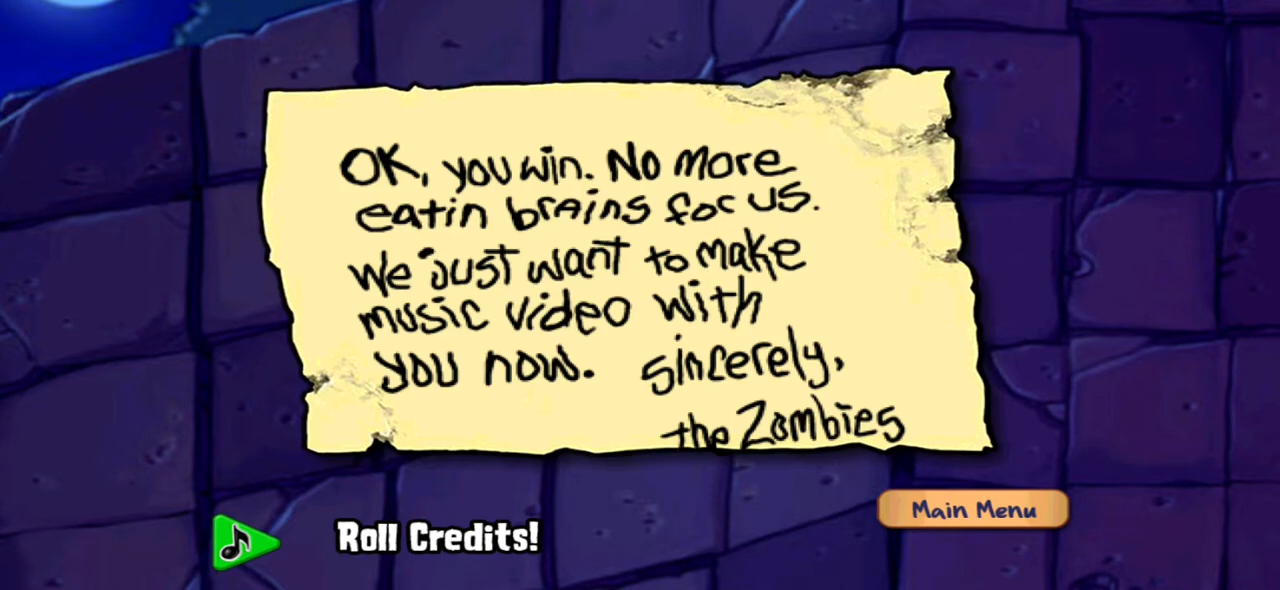 OK, you win. No more
eatin brains for us.
We just want to make
music video with
you now. sincerely,
the Zombies
Roll Credits!
Main Menu